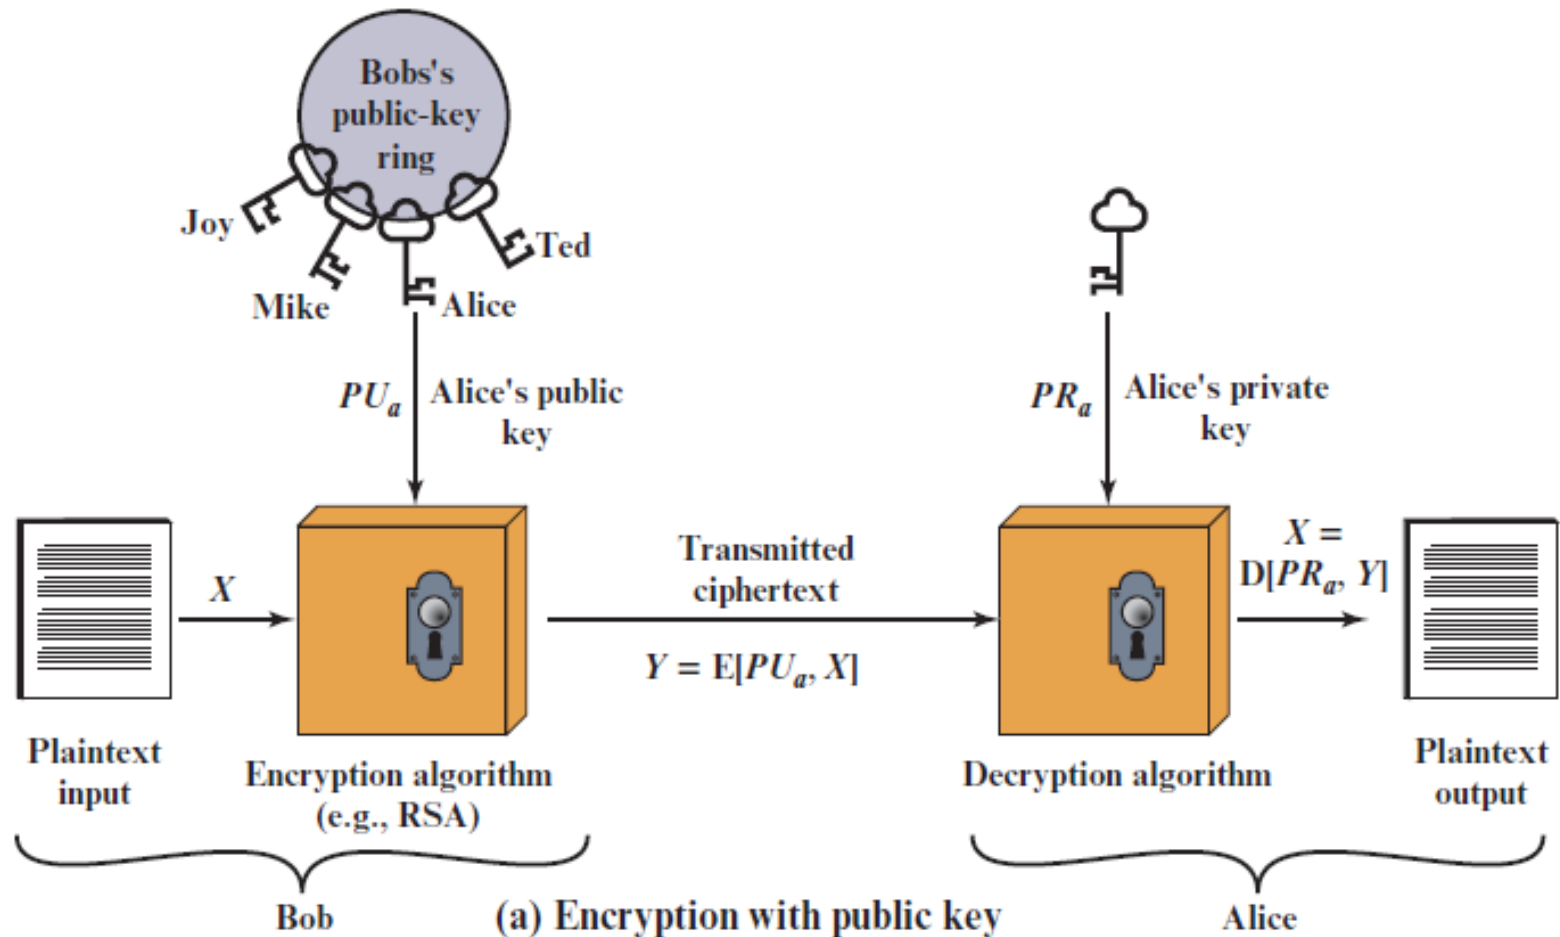 Bobs's
public-key
ring
Joy
Ted
Mike
Alice
PUa
Alice's public
key
PRa
Alice's private
key
X
Transmitted
ciphertext
Y = E[PUa, X]
X =
D[PRa, Y]
Plaintext
input
Encryption algorithm
(e.g., RSA)
Decryption algorithm
Plaintext
output
Bob
(a) Encryption with public key
Alice